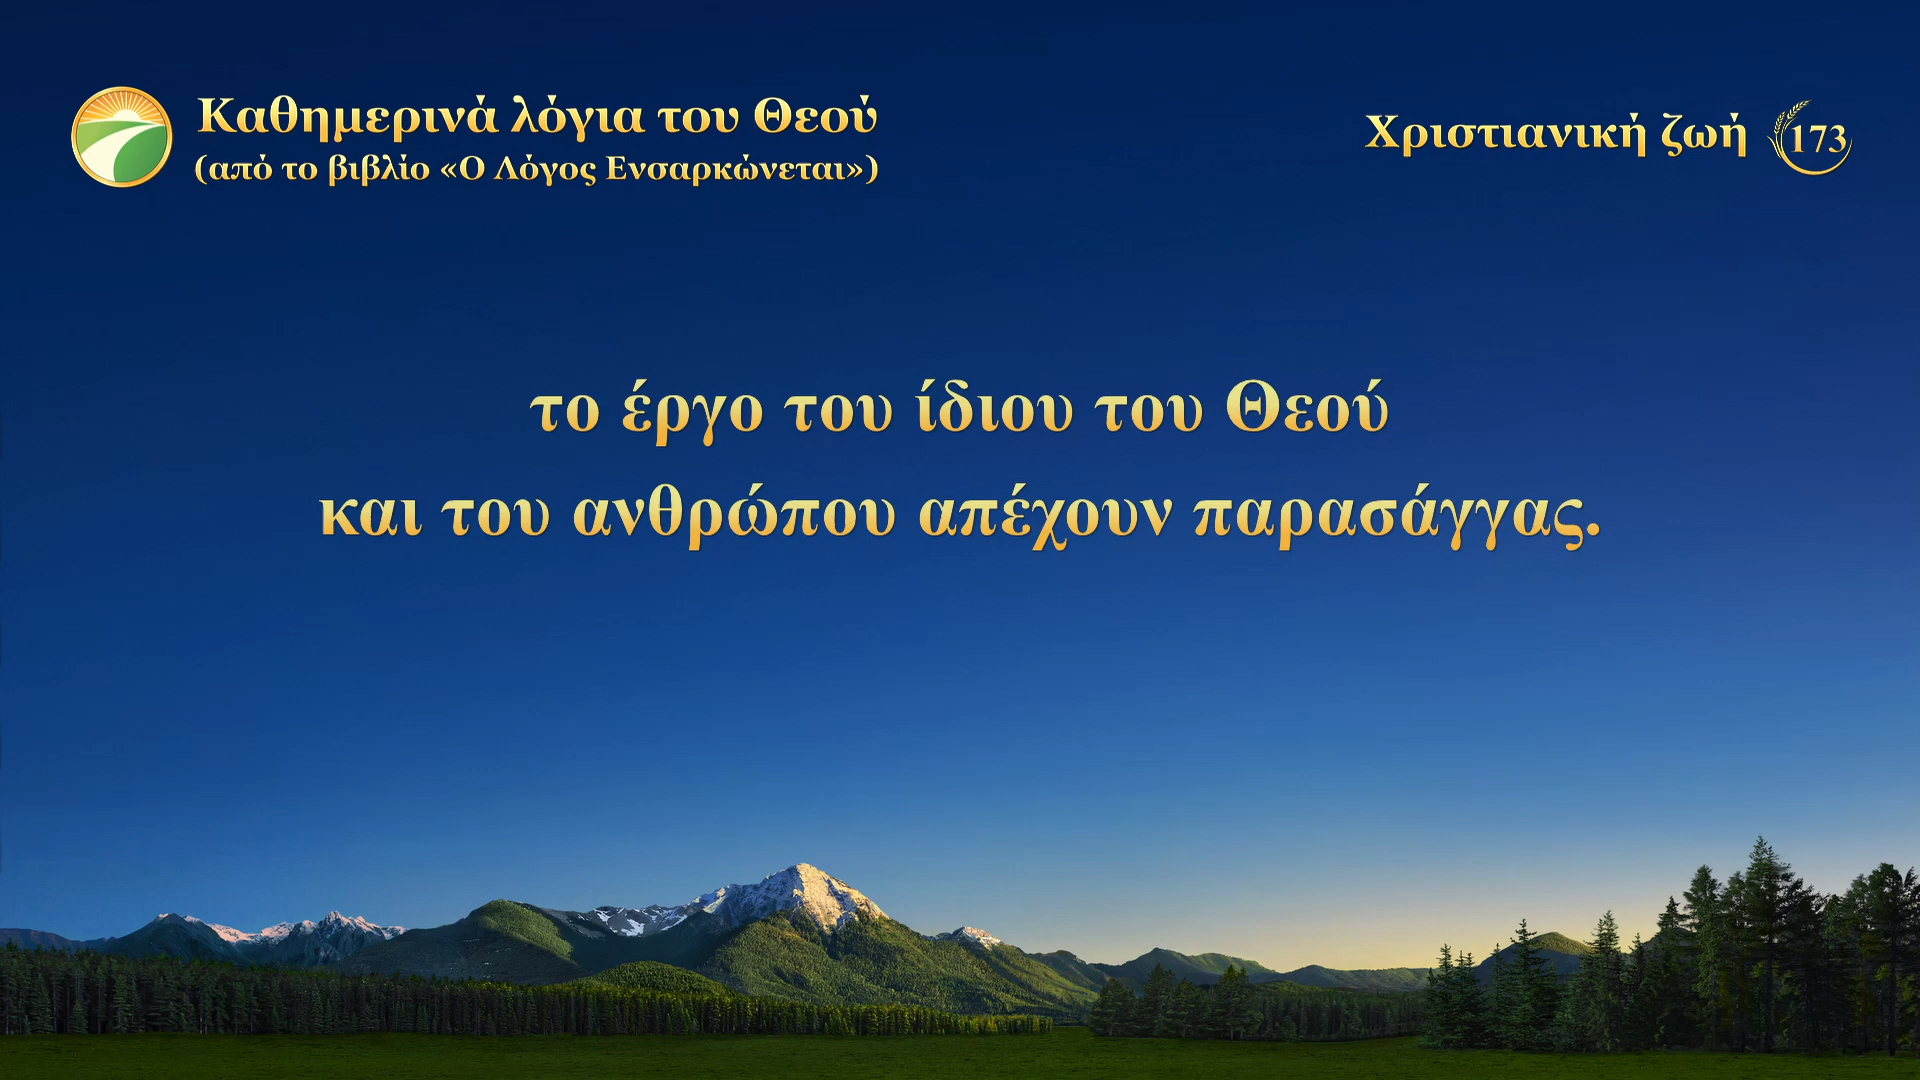 Καθημερινά λόγια του Θεού
(από το βιβλίο «Ο Λόγος Ενσαρκώνεται»)
Χριστιανική ζωή 173
το έργο του ίδιου του Θεού
και του ανθρώπου απέχουν παρασάγγας.